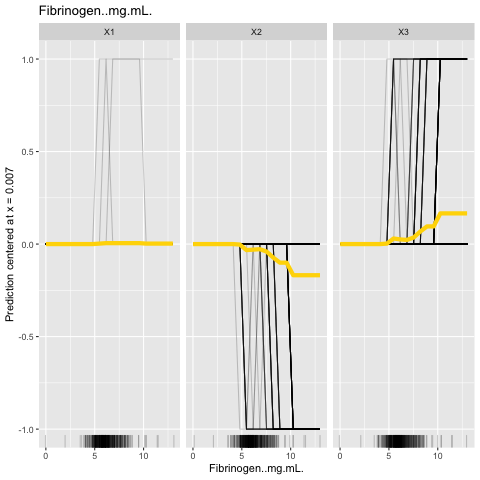 Fibrinogen..mg.mL.
X1 X2 X3
Prediction centered at x = 0.007
1.0
0.5
0.0
-0.5
-1.0
0 5 10 0 5 10 0 5 10
Fibrinogen..mg.mL.